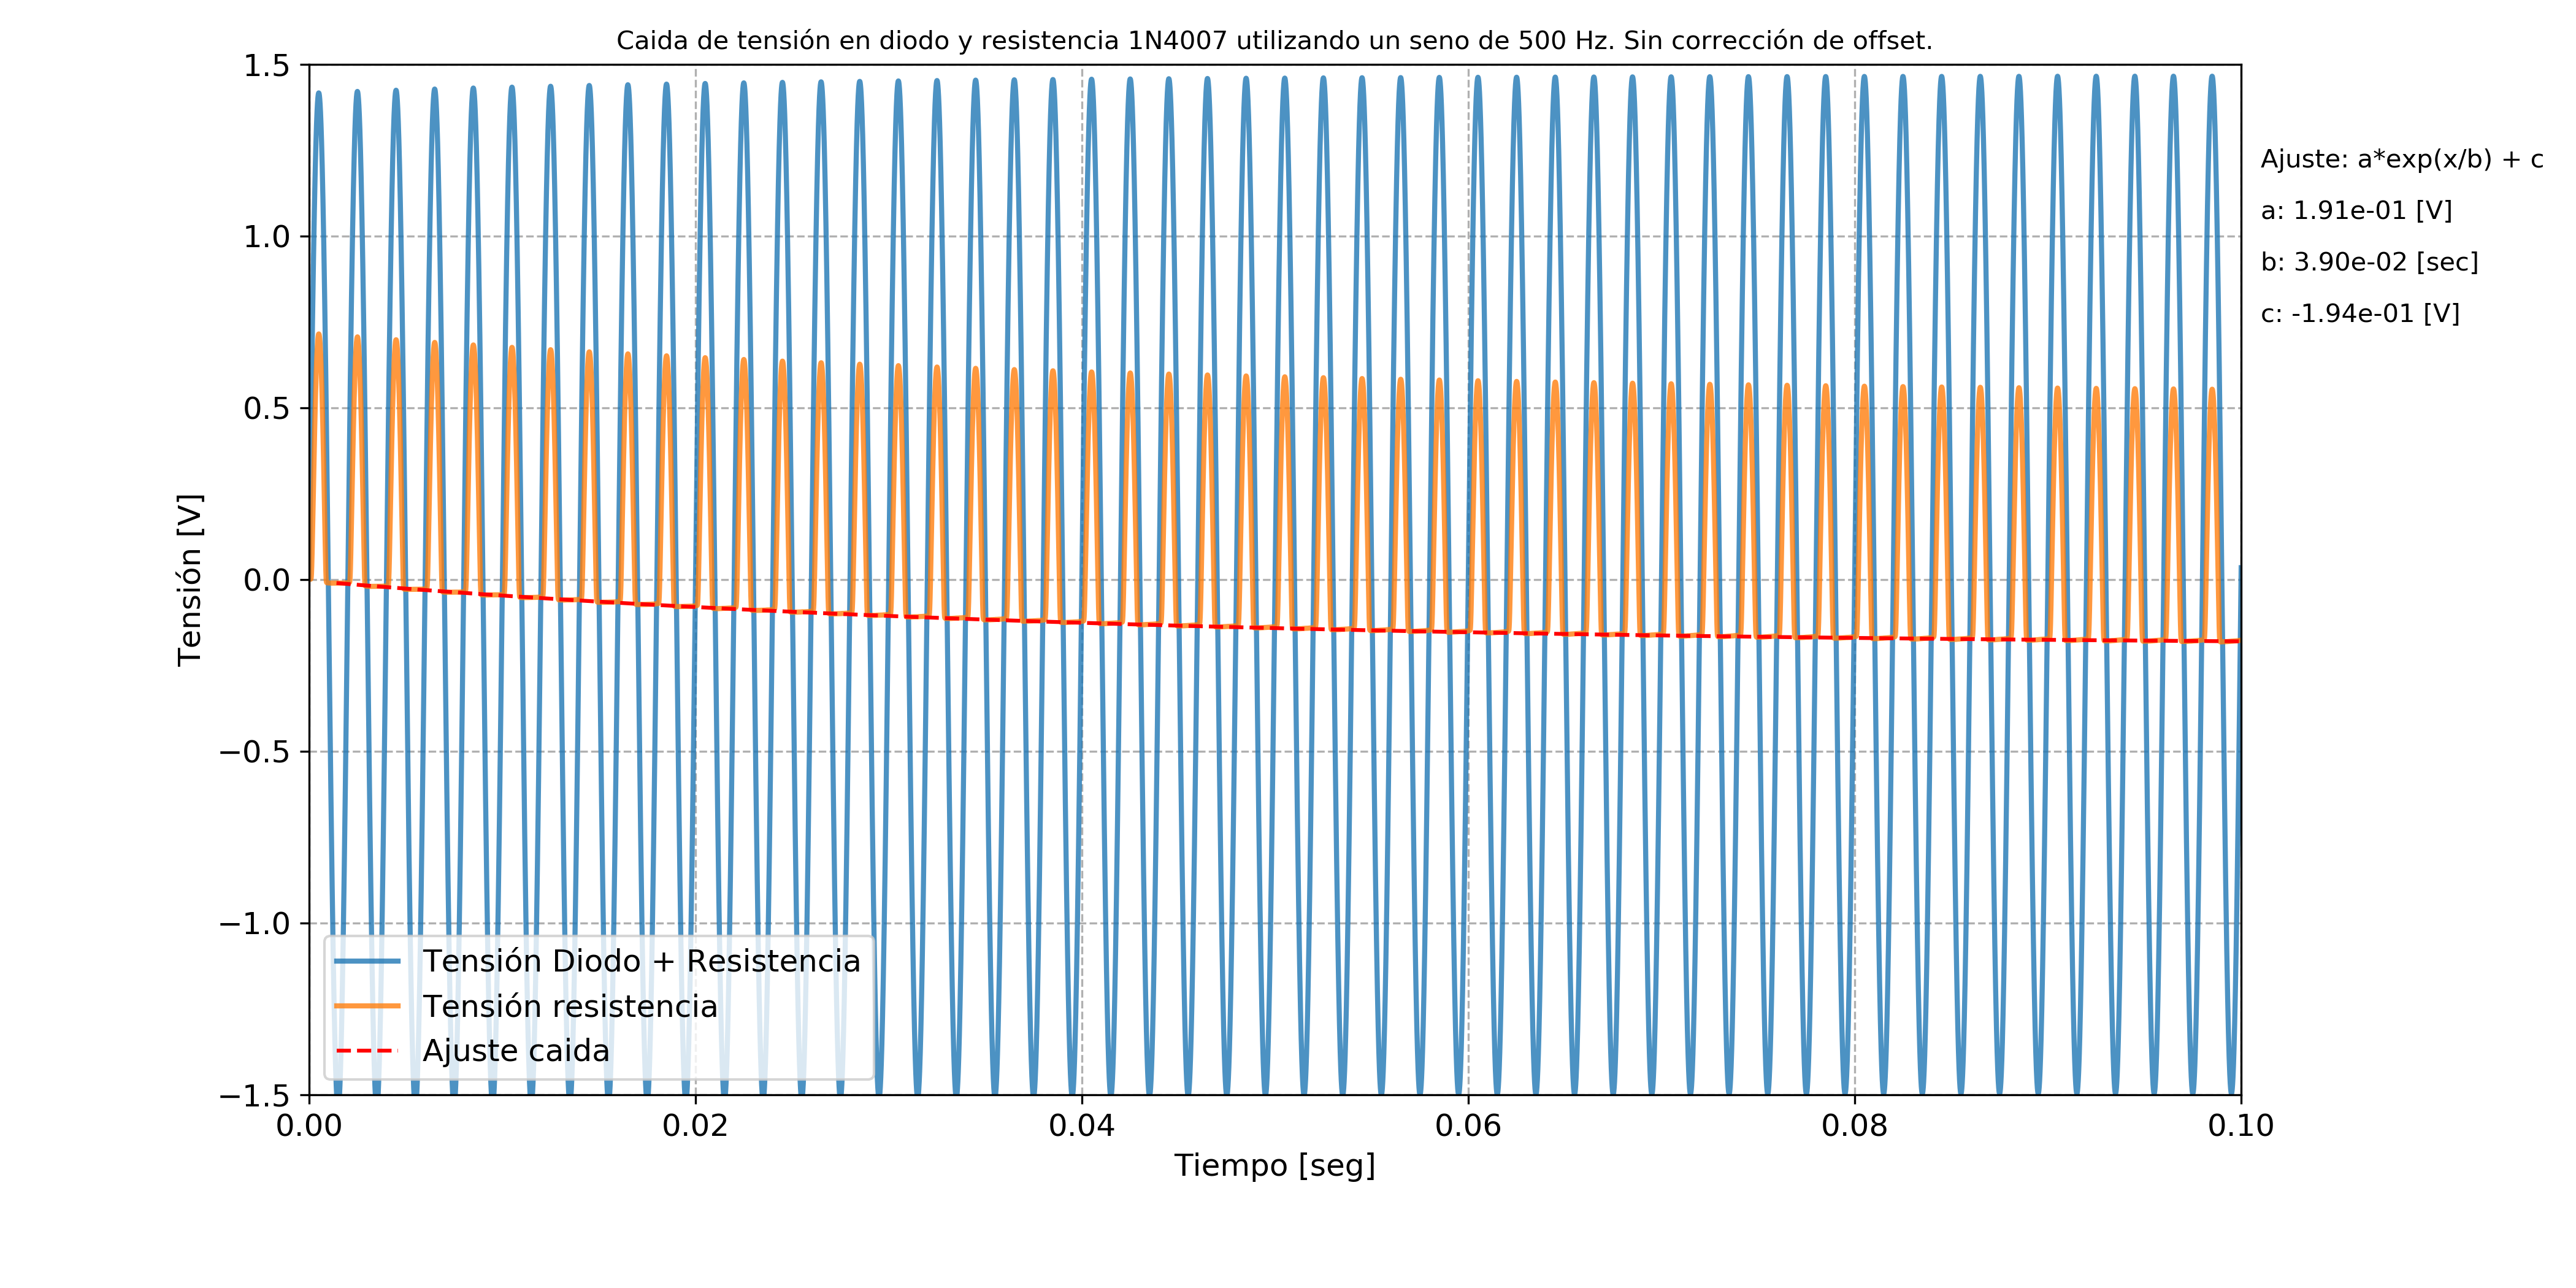 Caida de tensión en diodo y resistencia 1N4007 utilizando un seno de 500 Hz. Sin corrección de offset.
1.5
1.0
0.5
0.0
−0.5
−1.0
−1.5
Tensión [V]
Ajuste: a*exp(x/b) + c
a: 1.91e-01 [V]
b: 3.90e-02 [sec]
c: -1.94e-01 [V]
Tensión Diodo + Resistencia
Tensión resistencia
Ajuste caida
0.00 0.02 0.04 0.06 0.08 0.10
Tiempo [seg]